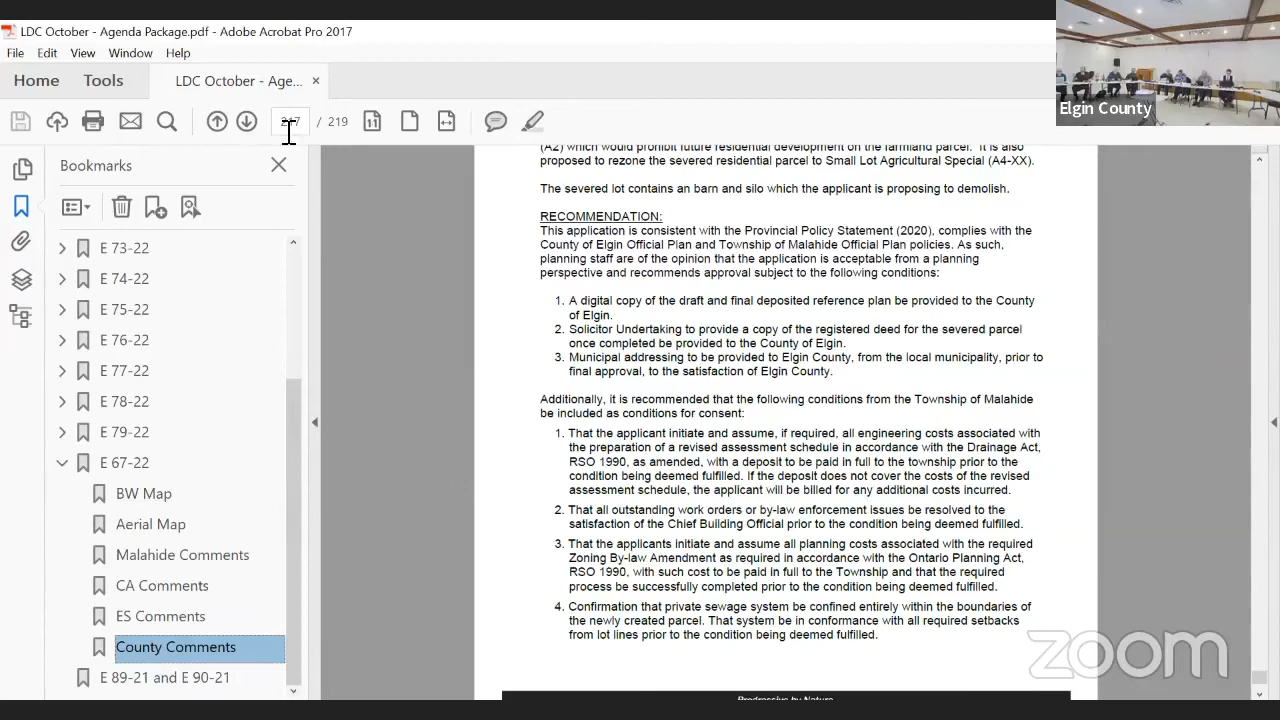 LDC October - Agenda Package.pdf - Adobe Acrobat Pro 2017
File Edit View Window Help
Home Tools LDC October - Age... ×
/ 219
Elgin County
Bookmarks
E 73-22
E 74-22
E 75-22
E 76-22
E 77-22
E 78-22
E 79-22
E 67-22
BW Map
Aerial Map
Malahide Comments
CA Comments
ES Comments
County Comments
E 89-21 and E 90-21
(A2) which would prohibit future residential development on the farmland parcel. It is also
proposed to rezone the severed residential parcel to Small Lot Agricultural Special (A4-XX).
The severed lot contains an barn and silo which the applicant is proposing to demolish.
RECOMMENDATION:
This application is consistent with the Provincial Policy Statement (2020), complies with the
County of Elgin Official Plan and Township of Malahide Official Plan policies. As such,
planning staff are of the opinion that the application is acceptable from a planning
perspective and recommends approval subject to the following conditions:
1. A digital copy of the draft and final deposited reference plan be provided to the County
of Elgin.
2. Solicitor Undertaking to provide a copy of the registered deed for the severed parcel
once completed be provided to the County of Elgin.
3. Municipal addressing to be provided to Elgin County, from the local municipality, prior to
final approval, to the satisfaction of Elgin County.
Additionally, it is recommended that the following conditions from the Township of Malahide
be included as conditions for consent:
1. That the applicant initiate and assume, if required, all engineering costs associated with
the preparation of a revised assessment schedule in accordance with the Drainage Act,
RSO 1990, as amended, with a deposit to be paid in full to the township prior to the
condition being deemed fulfilled. If the deposit does not cover the costs of the revised
assessment schedule, the applicant will be billed for any additional costs incurred.
2. That all outstanding work orders or by-law enforcement issues be resolved to the
satisfaction of the Chief Building Official prior to the condition being deemed fulfilled.
3. That the applicants initiate and assume all planning costs associated with the required
Zoning By-law Amendment as required in accordance with the Ontario Planning Act,
RSO 1990, with such cost to be paid in full to the Township and that the required
process be successfully completed prior to the condition being deemed fulfilled.
4. Confirmation that private sewage system be confined entirely within the boundaries of
the newly created parcel. That system be in conformance with all required setbacks
from lot lines prior to the condition being deemed fulfilled.
Progressive by Nature
zoom